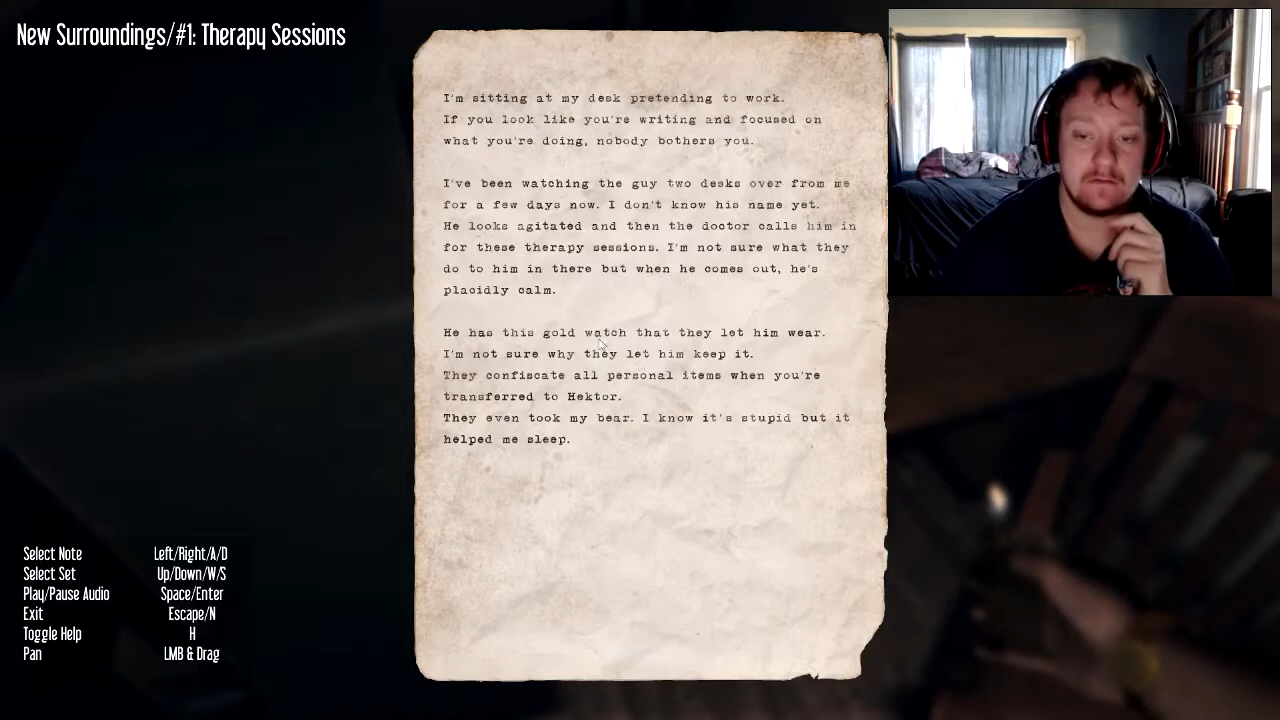 New Surroundings/#1: Therapy Sessions
I'm sitting at my desk pretending to work.
If you look like you're writing and focused on
what you're doing, nobody bothers you.
I've been watching the guy two desks over from me
for a few days now. I don't know his name yet.
He looks agitated and then the doctor calls him in
for these therapy sessions. I'm not sure what they
do to him in there but when he comes out, he's
placidly calm.
He has this gold watch that they let him wear.
I'm not sure why they let him keep it.
They confiscate all personal items when you're
transferred to Hektor.
They even took my bear. I know it's stupid but it
helped me sleep.
Select Note Left/Right/A/D
Select Set Up/Down/W/S
Play/Pause Audio Space/Enter
Exit Escape/N
Toggle Help H
Pan LMB & Drag